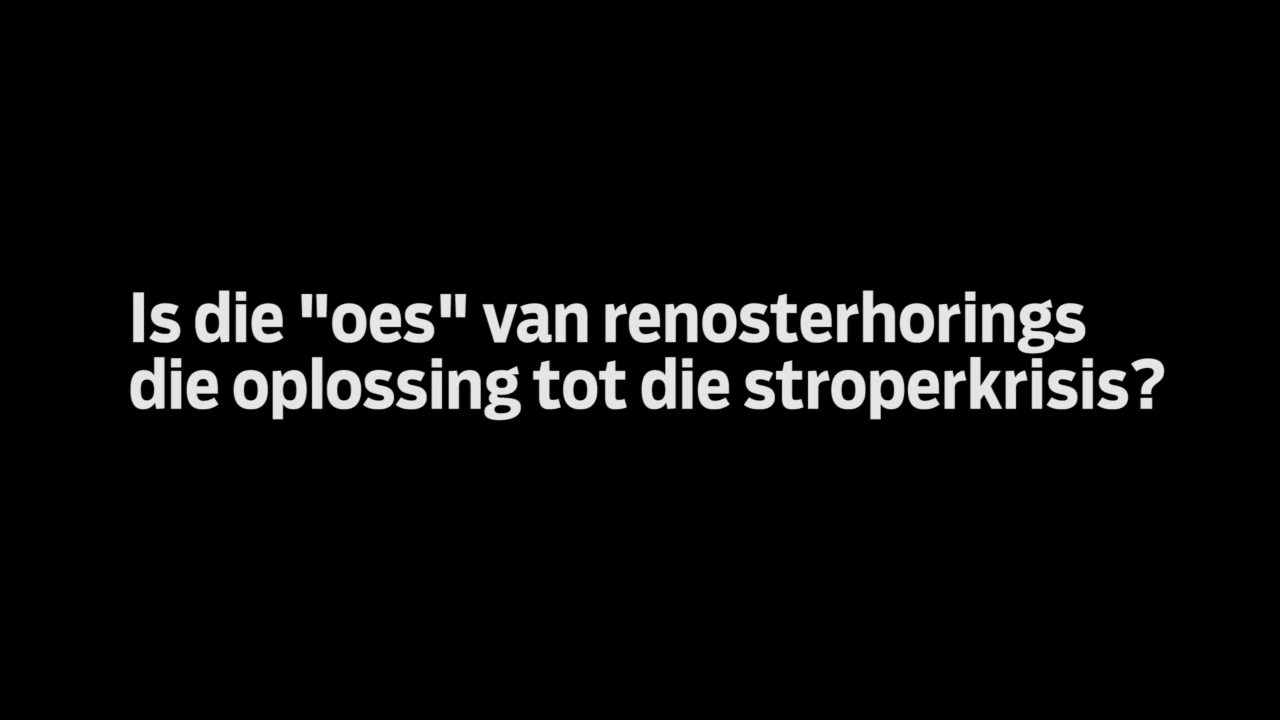 Is die "oes" van renosterhorings
die oplossing tot die stroperkrisis?